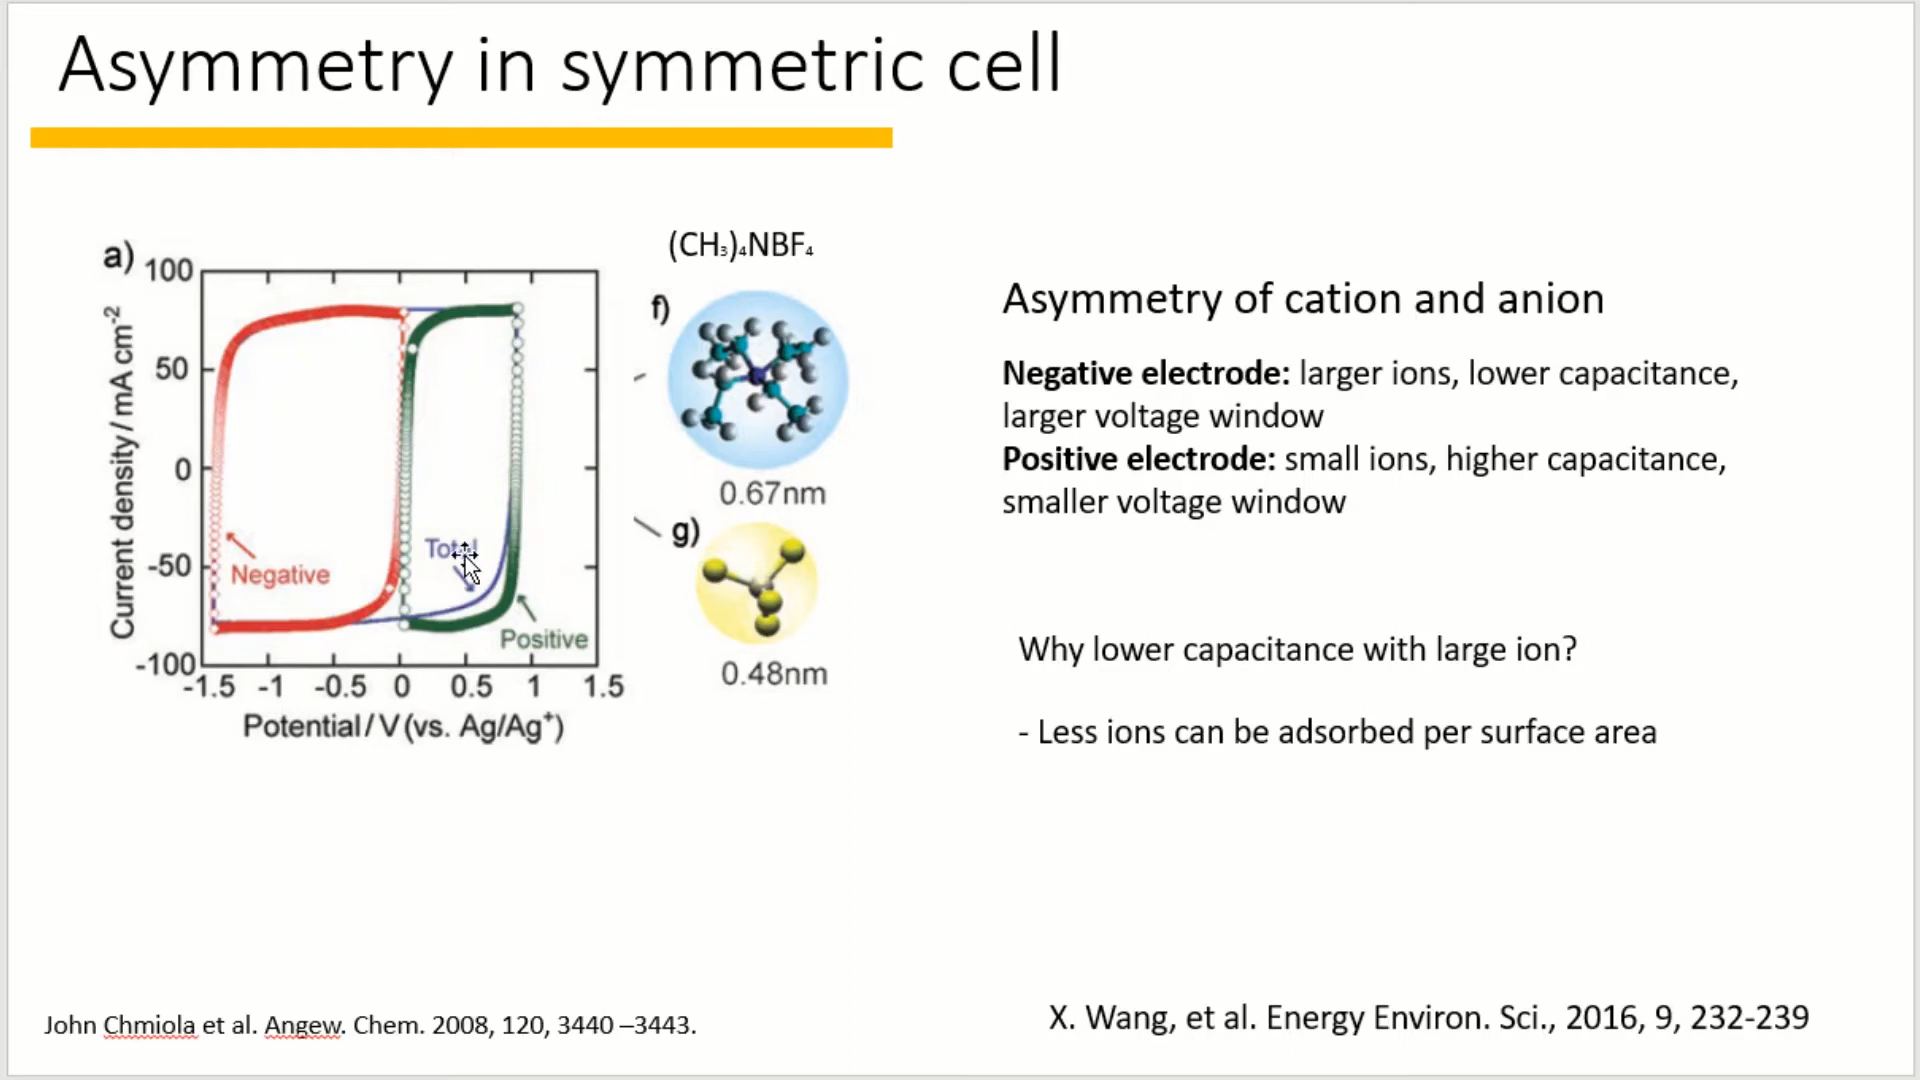 Asymmetry in symmetric cell
a)
100
50
0
-50
-100
-1.5 -1 -0.5 0 0.5 1 1.5
Current density / mA cm⁻²
Potential / V (vs. Ag/Ag⁺)
Negative
Total
Positive
(CH₃)₄NBF₄
f)
0.67nm
g)
0.48nm
Asymmetry of cation and anion
Negative electrode: larger ions, lower capacitance,
larger voltage window
Positive electrode: small ions, higher capacitance,
smaller voltage window
Why lower capacitance with large ion?
- Less ions can be adsorbed per surface area
John Chmiola et al. Angew. Chem. 2008, 120, 3440 –3443.
X. Wang, et al. Energy Environ. Sci., 2016, 9, 232-239